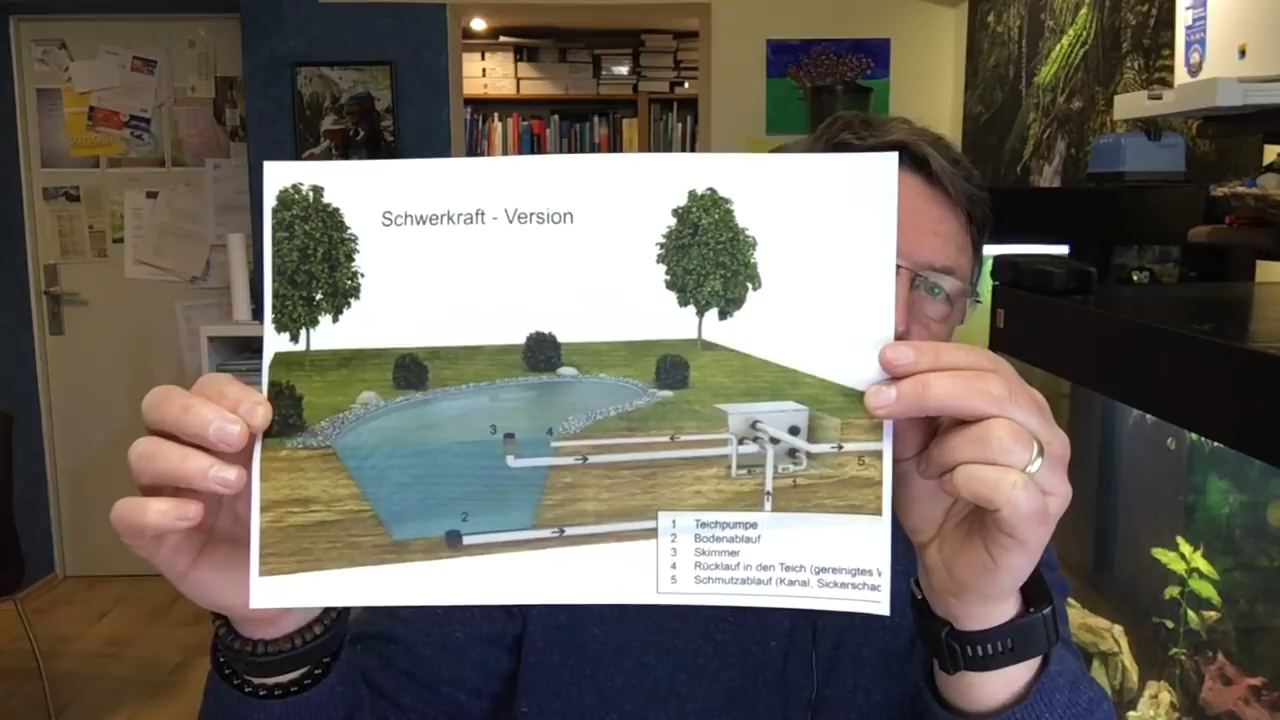 Schwerkraft - Version
3
4
5
1
2
1 Teichpumpe
2 Bodenablauf
3 Skimmer
4 Rücklauf in den Teich (gereinigtes
5 Schmutzablauf (Kanal, Sickerschac